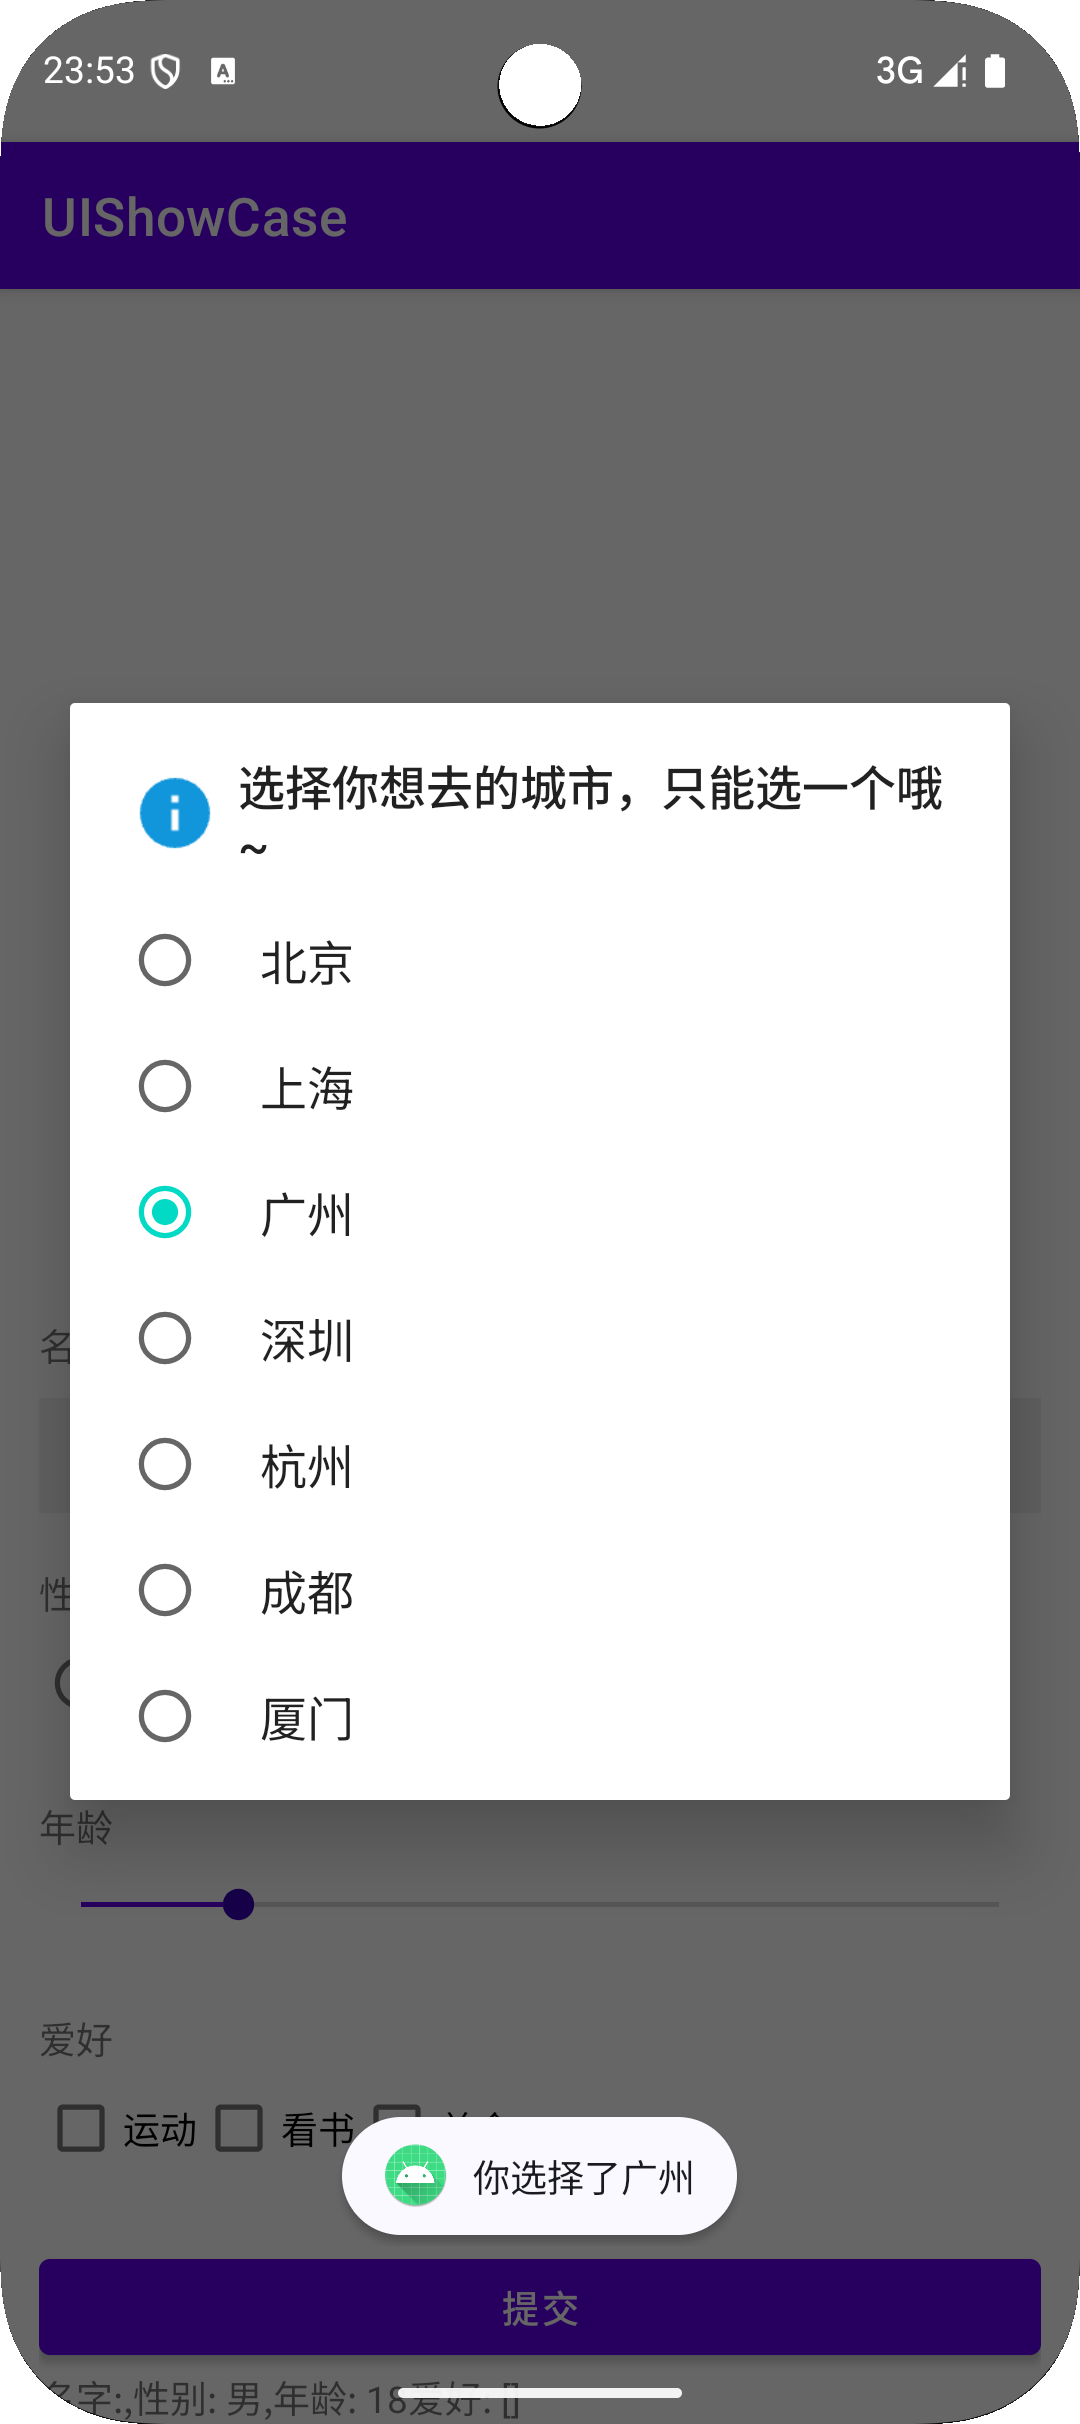 23:53
3G
UIShowCase
选择你想去的城市，只能选一个哦
~
北京
上海
广州
深圳
杭州
成都
厦门
名
性
年龄
爱好
运动
看书
你选择了广州
提交
名字:,性别: 男,年龄: 18爱好: []